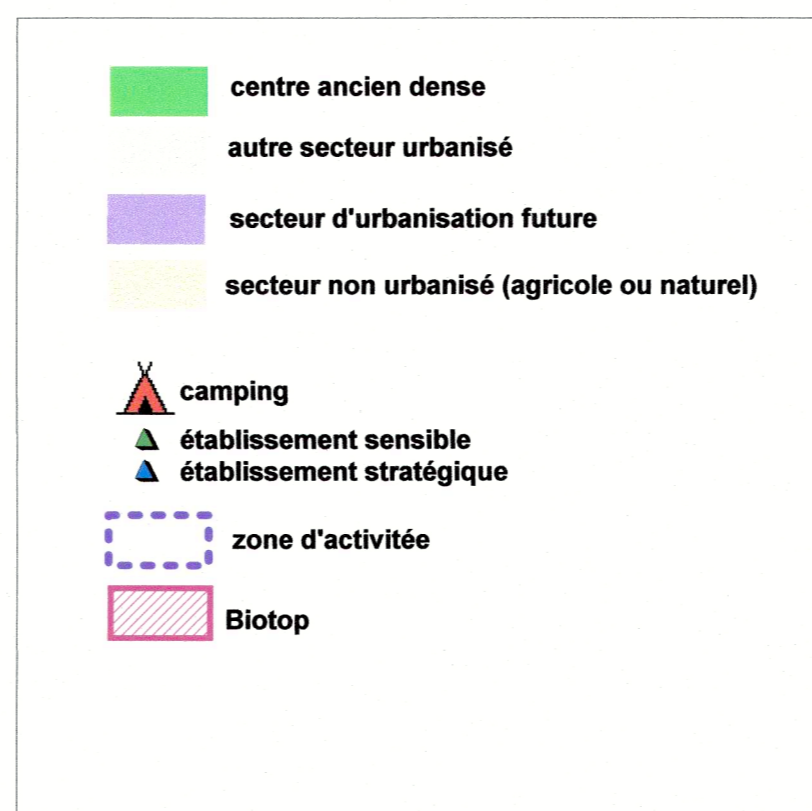 centre ancien dense
autre secteur urbanisé
secteur d'urbanisation future
secteur non urbanisé (agricole ou naturel)
camping
établissement sensible
établissement stratégique
zone d'activitée
Biotop